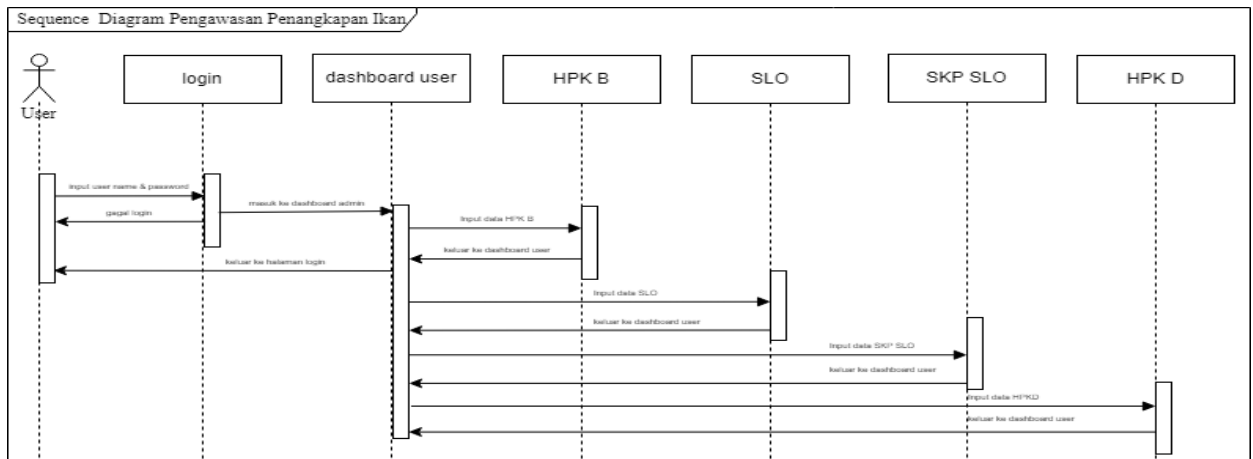 Sequence Diagram Pengawasan Penangkapan Ikan
User
login
dashboard user
HPK B
SLO
SKP SLO
HPK D
input user name & password
masuk ke dashboard admin
gagal login
Input data HPK B
keluar ke dashboard user
keluar ke halaman login
Input data SLO
keluar ke dashboard user
Input data SKP SLO
keluar ke dashboard user
Input data HPKD
keluar ke dashboard user